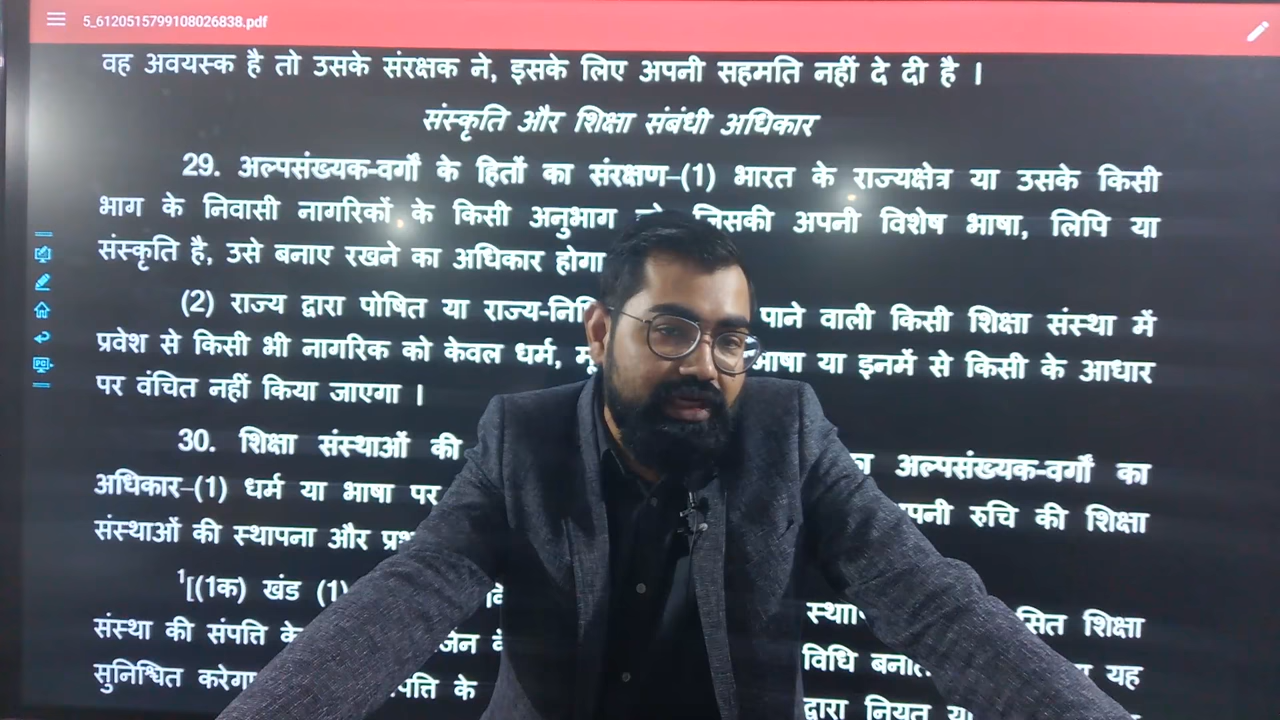 5_6120515799108026838.pdf
वह अवयस्क है तो उसके संरक्षक ने, इसके लिए अपनी सहमति नहीं दे दी है ।
संस्कृति और शिक्षा संबंधी अधिकार
29. अल्पसंख्यक-वर्गों के हितों का संरक्षण–(1) भारत के राज्यक्षेत्र या उसके किसी
भाग के निवासी नागरिकों के किसी अनुभाग जिसकी अपनी विशेष भाषा, लिपि या
संस्कृति है, उसे बनाए रखने का अधिकार होगा
(2) राज्य द्वारा पोषित या पाने वाली किसी शिक्षा संस्था में
प्रवेश से किसी भी नागरिक को केवल धर्म, भाषा या इनमें से किसी के आधार
पर वंचित नहीं किया जाएगा ।
30. शिक्षा संस्थाओं की अल्पसंख्यक-वर्गों का
अधिकार–(1) धर्म या भाषा पर रुचि की शिक्षा
संस्थाओं की स्थापना और
1[(1क) खंड (1) शिक्षा
संस्था की संपत्ति के विधि यह
सुनिश्चित के द्वारा नियत